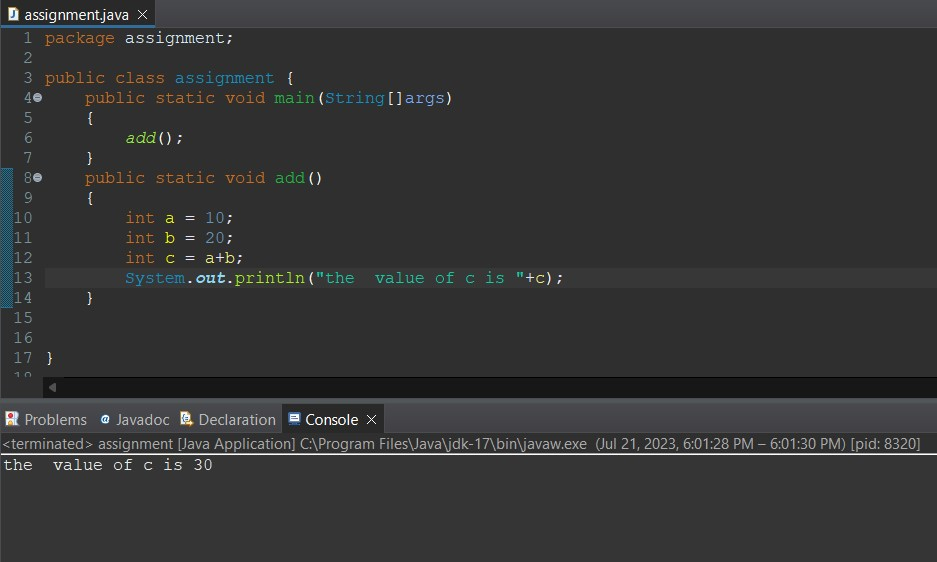 assignment.java
1 package assignment;
2
3 public class assignment {
4 public static void main(String[]args)
5 {
6 add();
7 }
8 public static void add()
9 {
10 int a = 10;
11 int b = 20;
12 int c = a+b;
13 System.out.println("the  value of c is "+c);
14 }
15
16
17 }
18
Problems Javadoc Declaration Console
<terminated> assignment [Java Application] C:\Program Files\Java\jdk-17\bin\javaw.exe (Jul 21, 2023, 6:01:28 PM – 6:01:30 PM) [pid: 8320]
the  value of c is 30